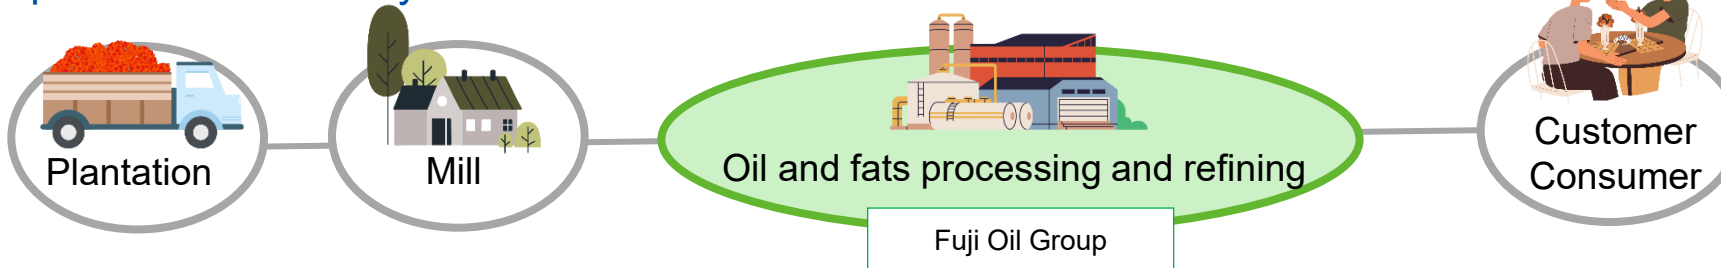 Plantation
Mill
Oil and fats processing and refining
Customer
Consumer
Fuji Oil Group